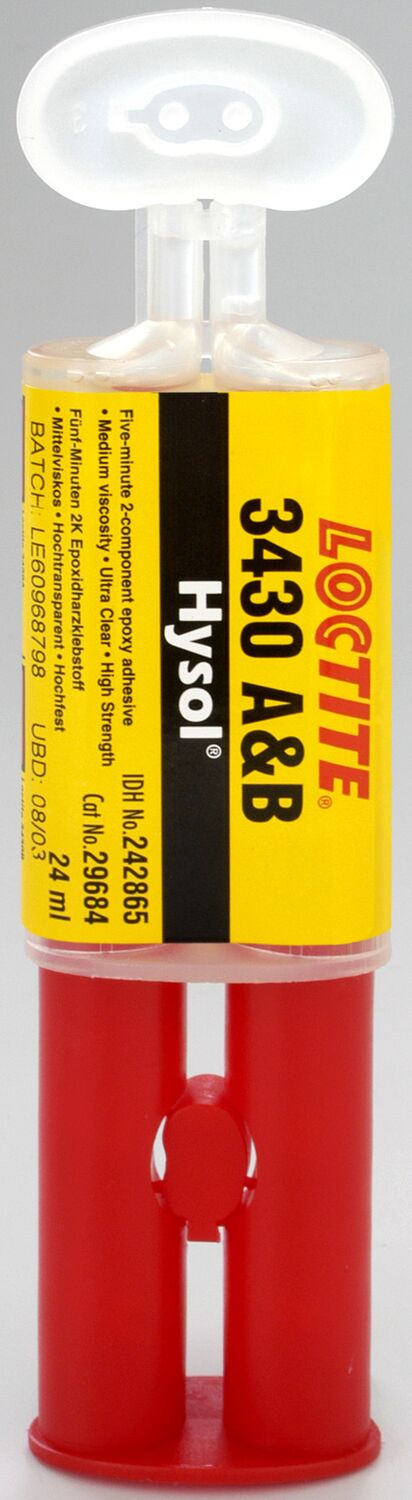 LOCTITE®
3430 A&B
Hysol®
Five-minute 2-component epoxy adhesive
• Medium viscosity • Ultra Clear • High Strength
Fünf-Minuten 2K Epoxidharzklebstoff
• Mittelviskos • Hochtransparent • Hochfest
IDH No.242865
Cat No.29684
24 ml
BATCH: LE60968798 UBD: 08/03